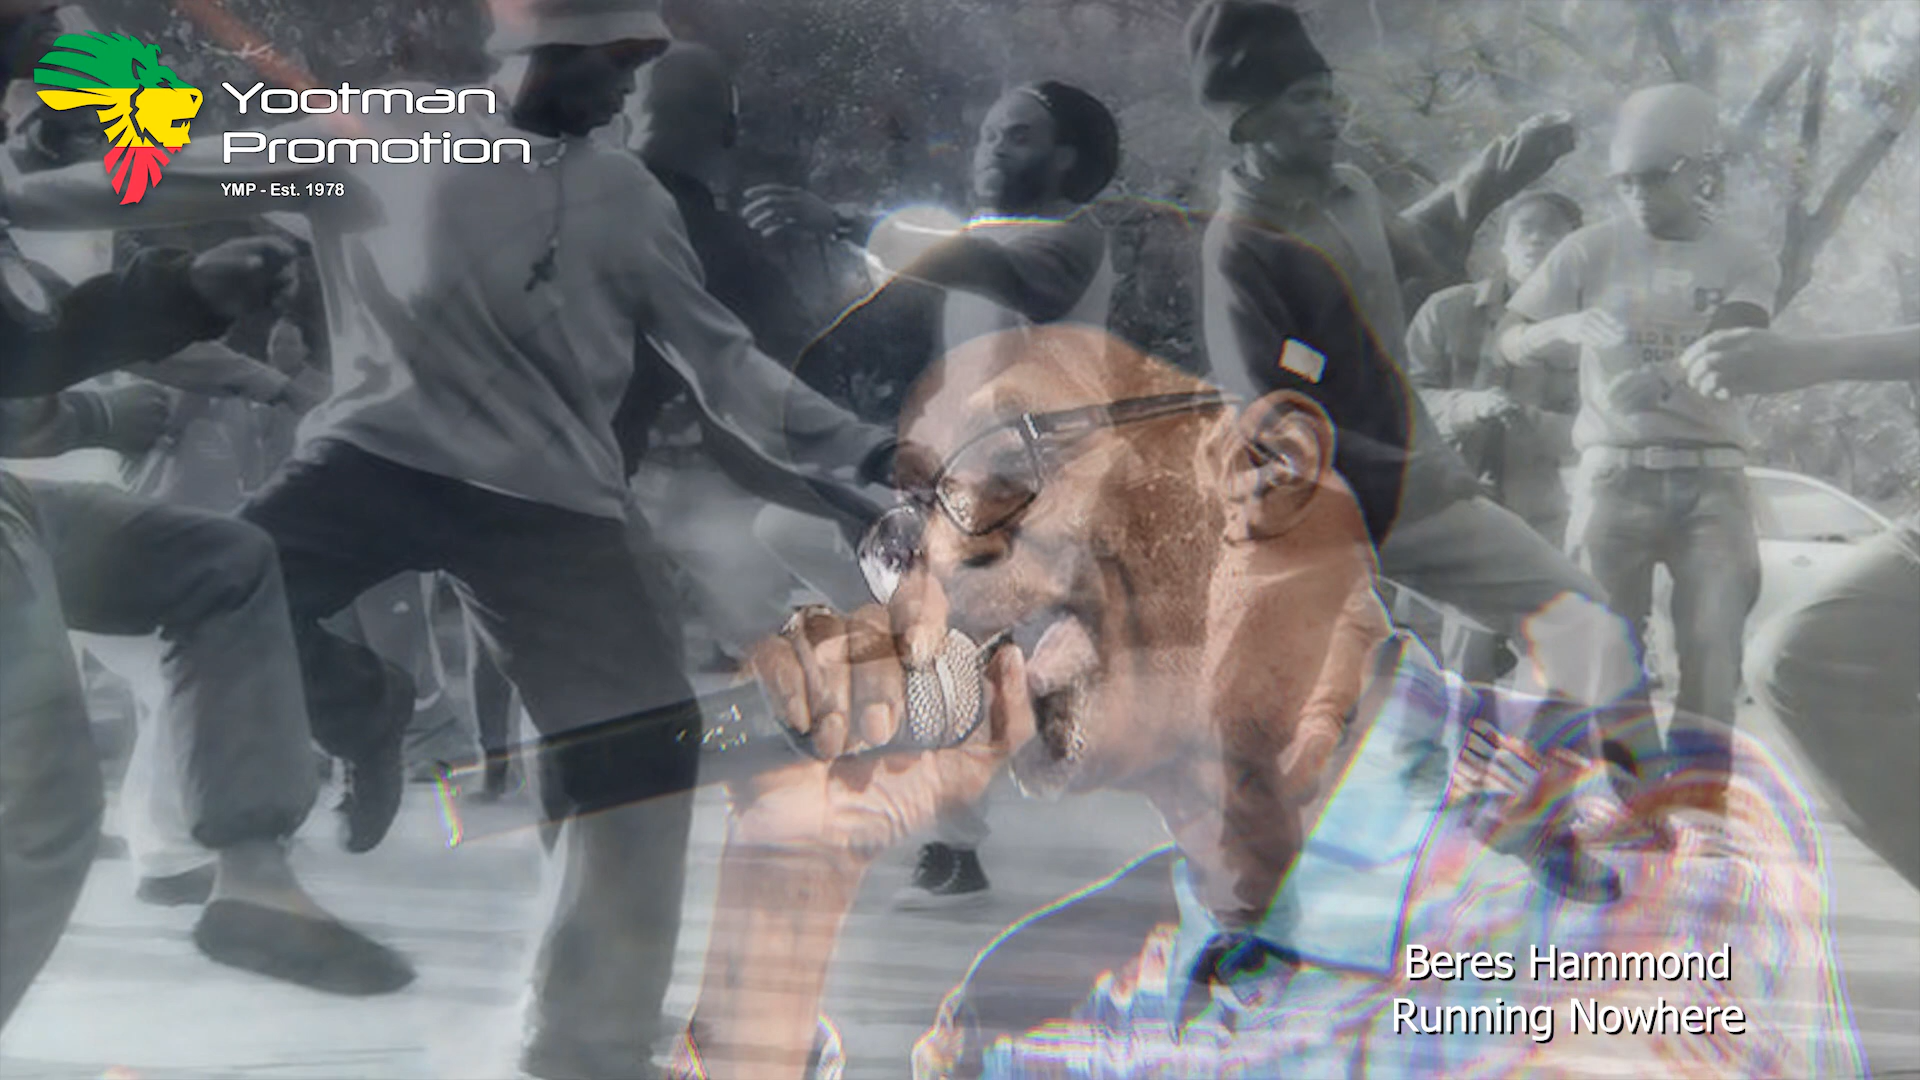 Yootman
Promotion
YMP - Est. 1978
Beres Hammond
Running Nowhere